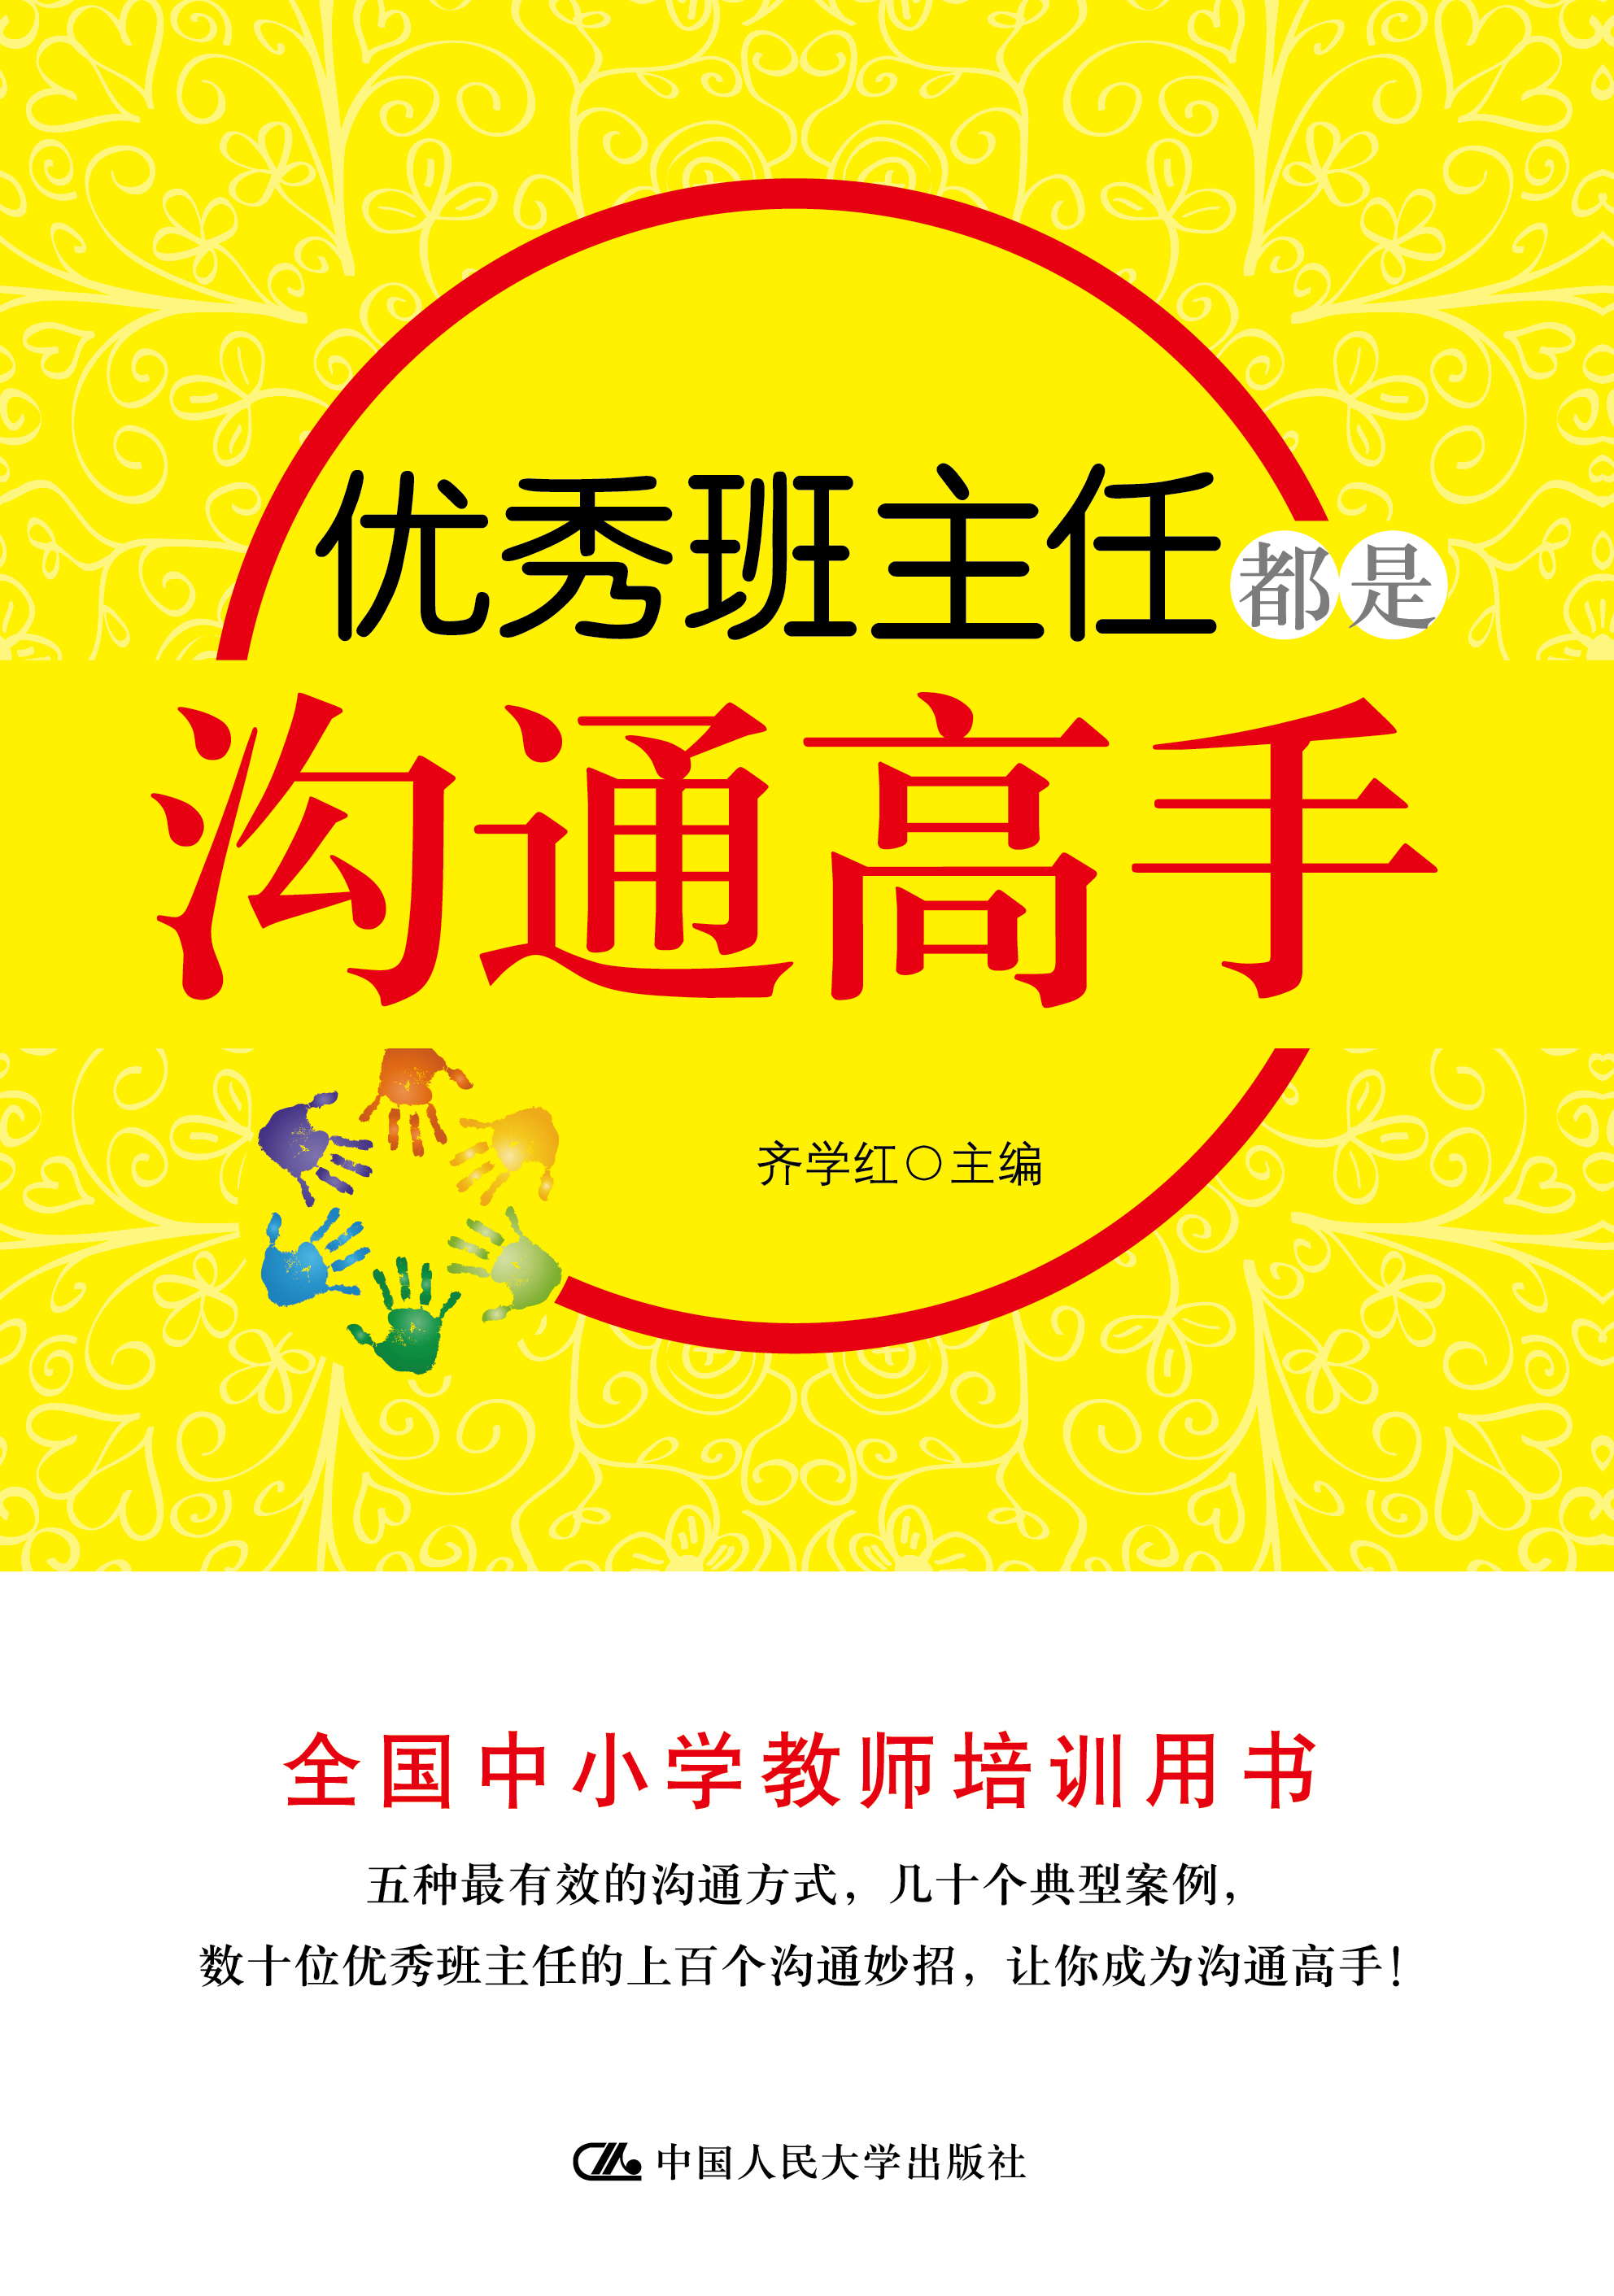 优秀班主任都是
沟通高手
齐学红○主编
全国中小学教师培训用书
五种最有效的沟通方式，几十个典型案例，
数十位优秀班主任的上百个沟通妙招，让你成为沟通高手！
中国人民大学出版社